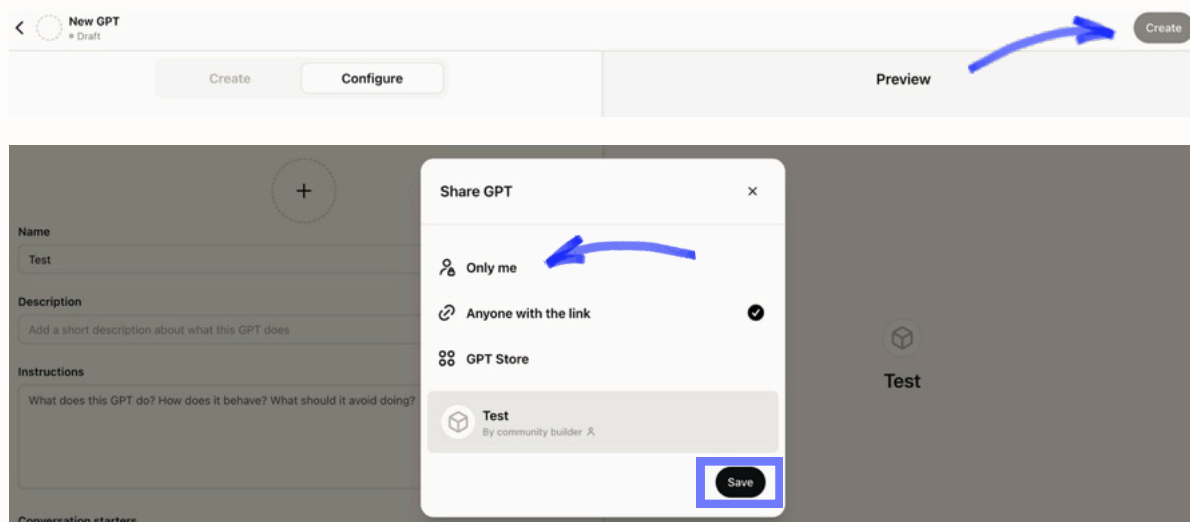 New GPT
Draft
Create
Create
Configure
Preview
Name
Test
Description
Add a short description about what this GPT does
Instructions
What does this GPT do? How does it behave? What should it avoid doing?
Conversation starters
Share GPT
Only me
Anyone with the link
GPT Store
Test
By community builder
Save
Test